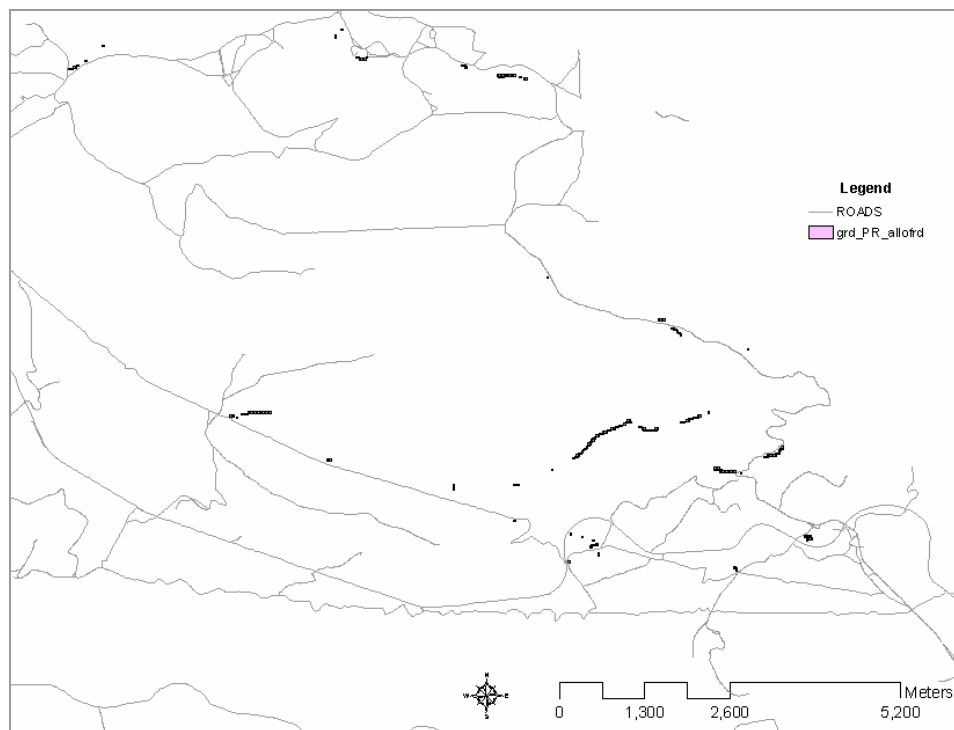 Legend
ROADS
grd_PR_allofrd
N
W E
S
Meters
0 1,300 2,600 5,200